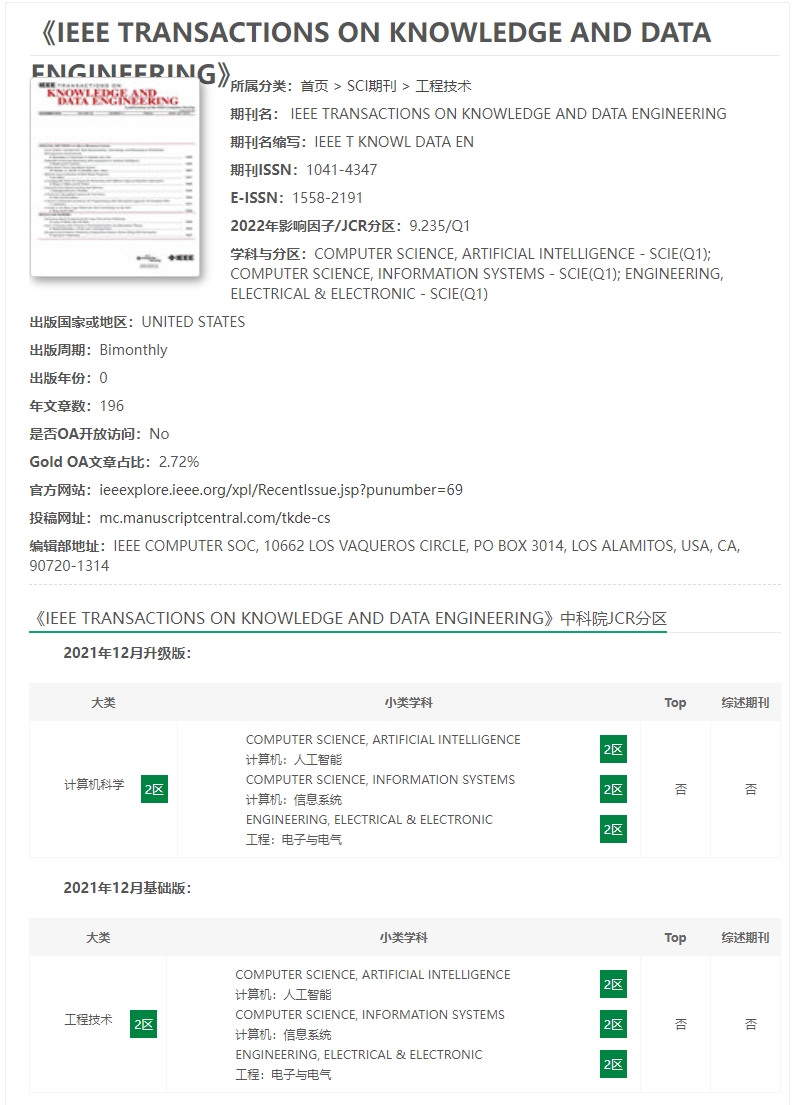 《IEEE TRANSACTIONS ON KNOWLEDGE AND DATA
ENGINEERING》
IEEE TRANSACTIONS ON
KNOWLEDGE AND
DATA ENGINEERING
IEEE
所属分类：首页 > SCI期刊 > 工程技术
期刊名： IEEE TRANSACTIONS ON KNOWLEDGE AND DATA ENGINEERING
期刊名缩写：IEEE T KNOWL DATA EN
期刊ISSN：1041-4347
E-ISSN：1558-2191
2022年影响因子/JCR分区：9.235/Q1
学科与分区：COMPUTER SCIENCE, ARTIFICIAL INTELLIGENCE - SCIE(Q1);
COMPUTER SCIENCE, INFORMATION SYSTEMS - SCIE(Q1); ENGINEERING,
ELECTRICAL & ELECTRONIC - SCIE(Q1)
出版国家或地区：UNITED STATES
出版周期：Bimonthly
出版年份：0
年文章数：196
是否OA开放访问：No
Gold OA文章占比：2.72%
官方网站：ieeexplore.ieee.org/xpl/RecentIssue.jsp?punumber=69
投稿网址：mc.manuscriptcentral.com/tkde-cs
编辑部地址：IEEE COMPUTER SOC, 10662 LOS VAQUEROS CIRCLE, PO BOX 3014, LOS ALAMITOS, USA, CA,
90720-1314
《IEEE TRANSACTIONS ON KNOWLEDGE AND DATA ENGINEERING》中科院JCR分区
2021年12月升级版：
大类 小类学科 Top 综述期刊
计算机科学 2区
COMPUTER SCIENCE, ARTIFICIAL INTELLIGENCE
计算机：人工智能 2区
COMPUTER SCIENCE, INFORMATION SYSTEMS
计算机：信息系统 2区
ENGINEERING, ELECTRICAL & ELECTRONIC
工程：电子与电气 2区
否 否
2021年12月基础版：
大类 小类学科 Top 综述期刊
工程技术 2区
COMPUTER SCIENCE, ARTIFICIAL INTELLIGENCE
计算机：人工智能 2区
COMPUTER SCIENCE, INFORMATION SYSTEMS
计算机：信息系统 2区
ENGINEERING, ELECTRICAL & ELECTRONIC
工程：电子与电气 2区
否 否